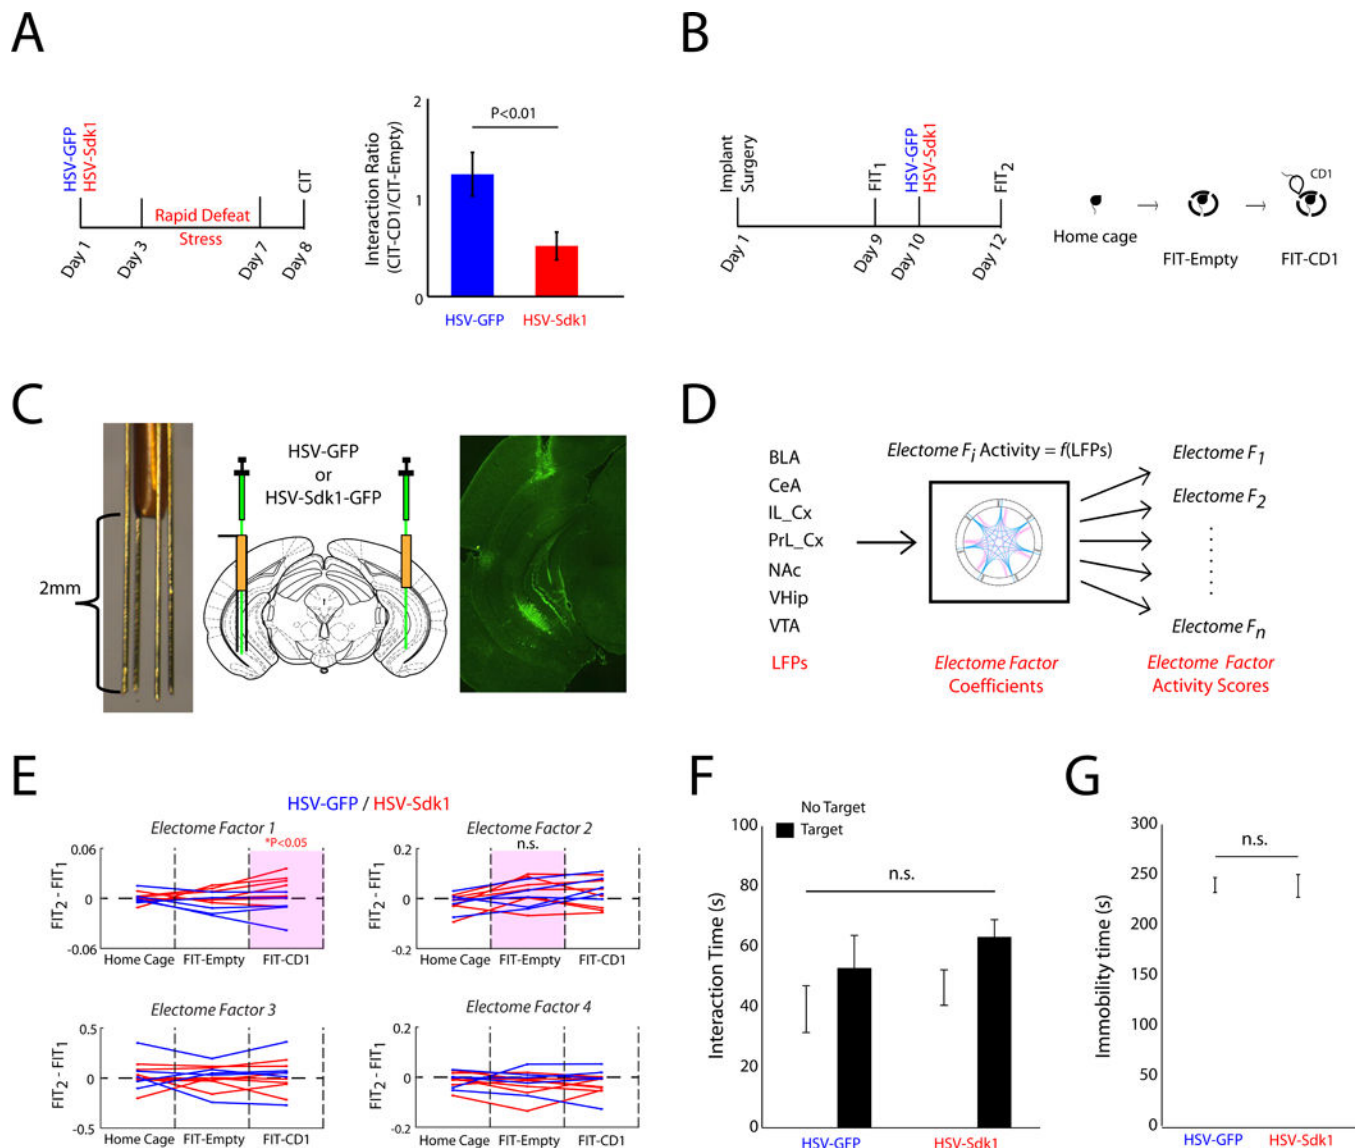 A
HSV-GFP
HSV-Sdk1
Rapid Defeat
Stress
CIT
Day 1
Day 3
Day 7
Day 8
Interaction Ratio
(CIT-CD1/CIT-Empty)
2
1
0
P<0.01
HSV-GFP
HSV-Sdk1
B
Implant
Surgery
FIT1
HSV-GFP
HSV-Sdk1
FIT2
Day 1
Day 9
Day 10
Day 12
Home cage
FIT-Empty
CD1
FIT-CD1
C
2mm
HSV-GFP
or
HSV-Sdk1-GFP
D
BLA
CeA
IL_Cx
PrL_Cx
NAc
VHip
VTA
LFPs
Electome Fi Activity = f(LFPs)
Electome Factor
Coefficients
Electome F1
Electome F2
Electome Fn
Electome Factor
Activity Scores
E
HSV-GFP / HSV-Sdk1
Electome Factor 1
*P<0.05
FIT2 - FIT1
0.06
0
-0.06
Home Cage FIT-Empty FIT-CD1
Electome Factor 2
n.s.
FIT2 - FIT1
0.2
0
-0.2
Home Cage FIT-Empty FIT-CD1
Electome Factor 3
FIT2 - FIT1
0.5
0
-0.5
Home Cage FIT-Empty FIT-CD1
Electome Factor 4
FIT2 - FIT1
0.2
0
-0.2
Home Cage FIT-Empty FIT-CD1
F
No Target
Target
Interaction Time (s)
100
80
60
40
20
0
n.s.
HSV-GFP
HSV-Sdk1
G
Immobility time (s)
300
250
200
150
100
50
0
n.s.
HSV-GFP
HSV-Sdk1